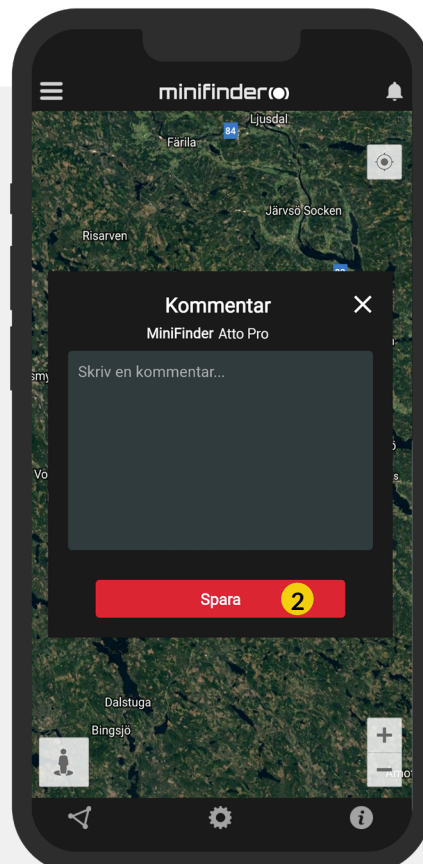 minifinder
Ljusdal
84
Färila
Järvsö Socken
Risarven
Kommentar
MiniFinder Atto Pro
Skriv en kommentar...
Spara
2
Dalstuga
Bingsjö
+
−